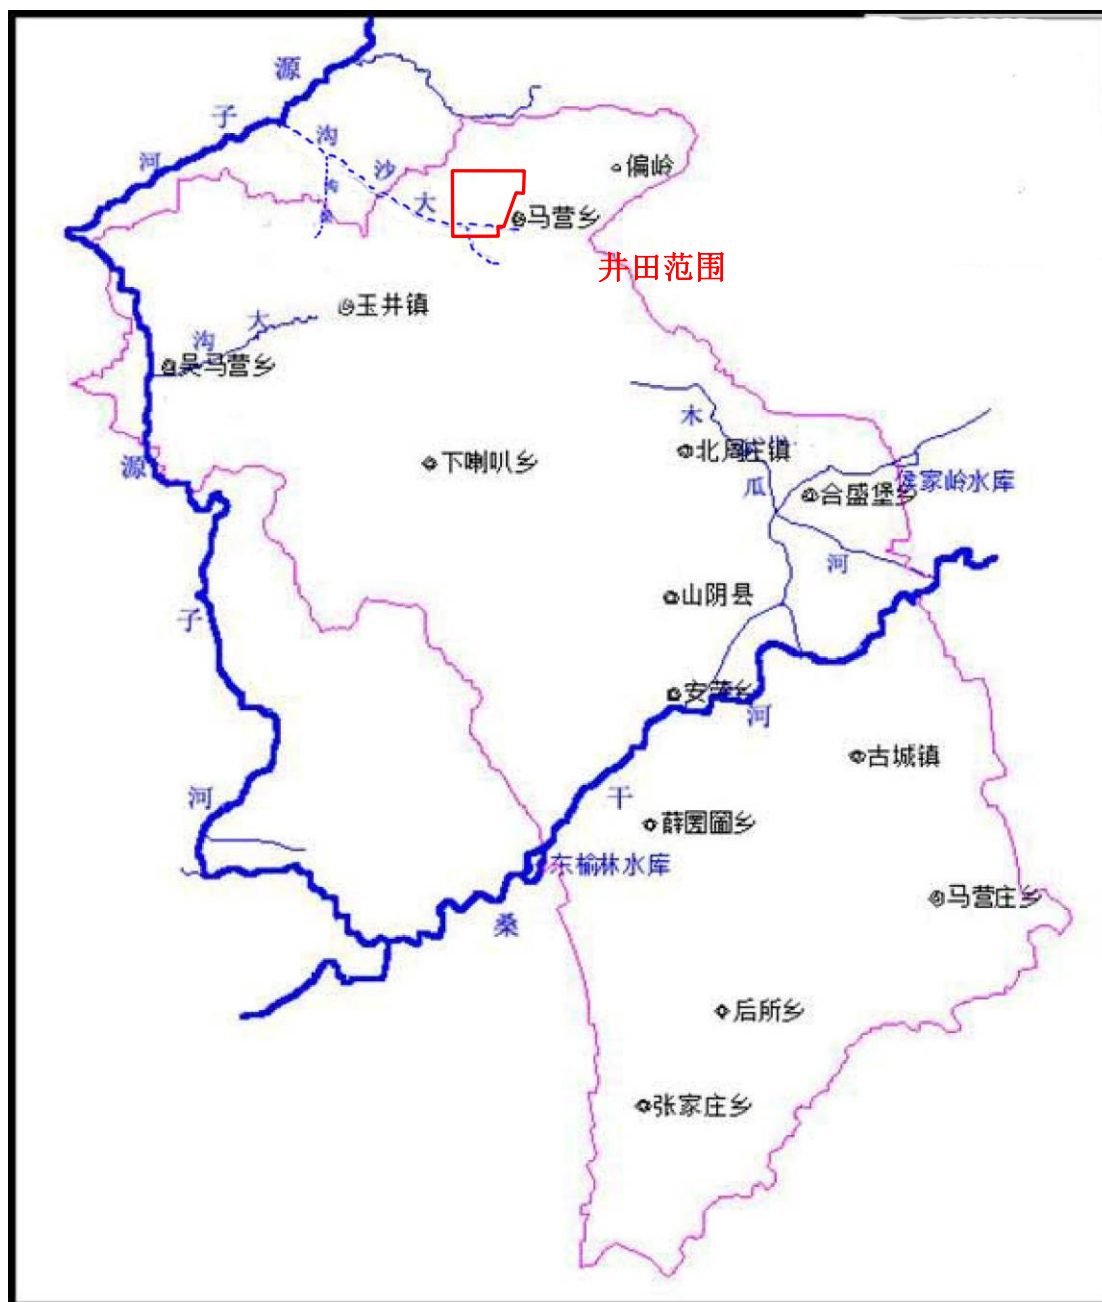 源子河
大沙沟
沟
偏岭
马营乡
井田范围
玉井镇
大沟
吴马营乡
木瓜河
北周庄镇
侯家岭水库
合盛堡乡
下喇叭乡
源子河
山阴县
安荣乡
桑干河
古城镇
薛圐圙乡
东榆林水库
马营庄乡
后所乡
张家庄乡